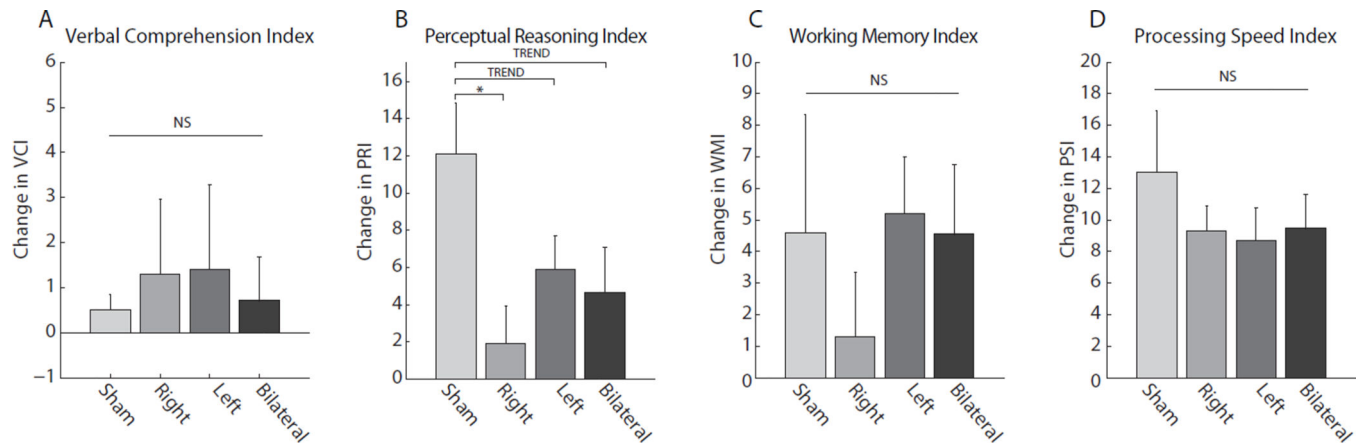 A
Verbal Comprehension Index
6
5
4
3
2
1
0
−1
Change in VCI
NS
Sham
Right
Left
Bilateral
B
Perceptual Reasoning Index
TREND
TREND
*
16
14
12
10
8
6
4
2
0
Change in PRI
Sham
Right
Left
Bilateral
C
Working Memory Index
10
9
8
7
6
5
4
3
2
1
0
Change in WMI
NS
Sham
Right
Left
Bilateral
D
Processing Speed Index
20
18
16
14
12
10
8
6
4
2
0
Change in PSI
NS
Sham
Right
Left
Bilateral